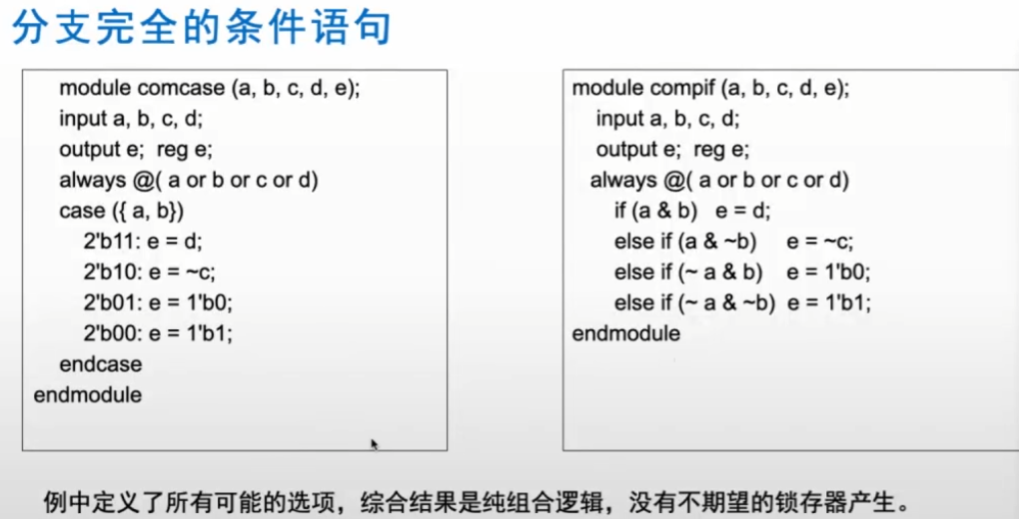 分支完全的条件语句
module comcase (a, b, c, d, e);
input a, b, c, d;
output e; reg e;
always @( a or b or c or d)
case ({ a, b})
2'b11: e = d;
2'b10: e = ~c;
2'b01: e = 1'b0;
2'b00: e = 1'b1;
endcase
endmodule
module compif (a, b, c, d, e);
input a, b, c, d;
output e; reg e;
always @( a or b or c or d)
if (a & b) e = d;
else if (a & ~b) e = ~c;
else if (~ a & b) e = 1'b0;
else if (~ a & ~b) e = 1'b1;
endmodule
例中定义了所有可能的选项，综合结果是纯组合逻辑，没有不期望的锁存器产生。